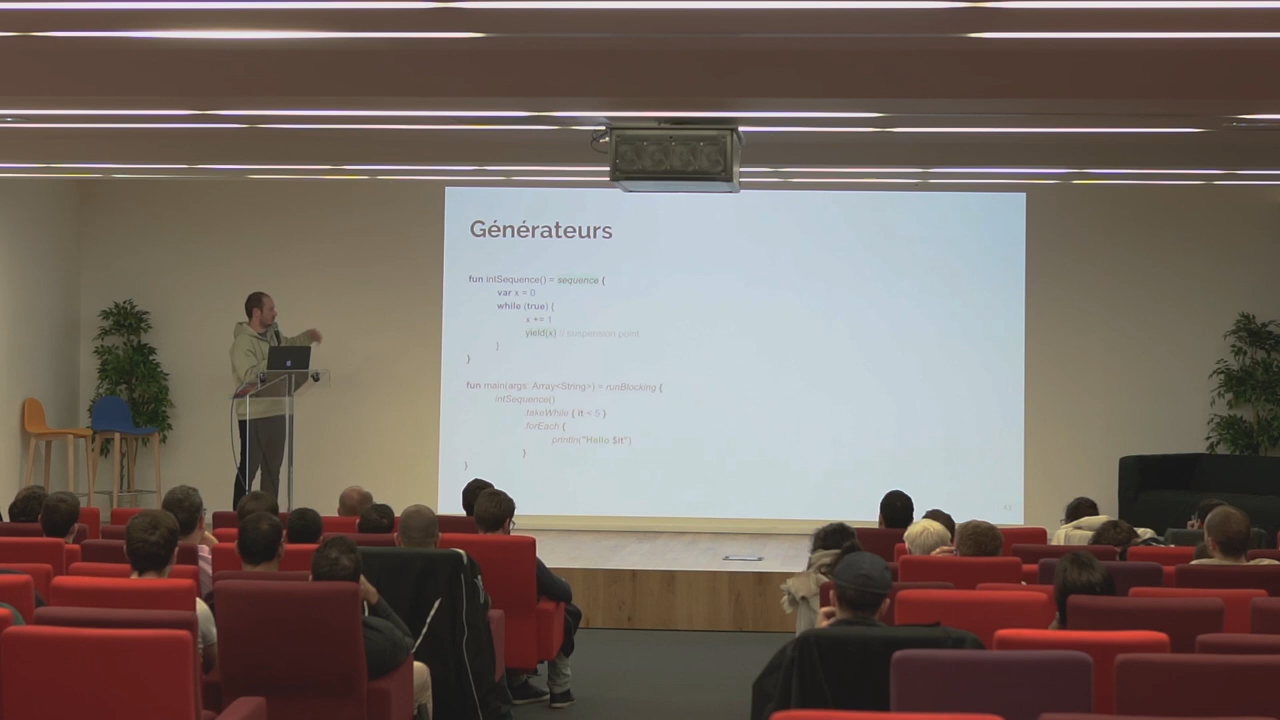 Générateurs
fun intSequence() = sequence {
var x = 0
while (true) {
x += 1
yield(x) // suspension point
}
}
fun main(args: Array<String>) = runBlocking {
intSequence()
.takeWhile { it < 5 }
.forEach {
println("Hello $it")
}
}